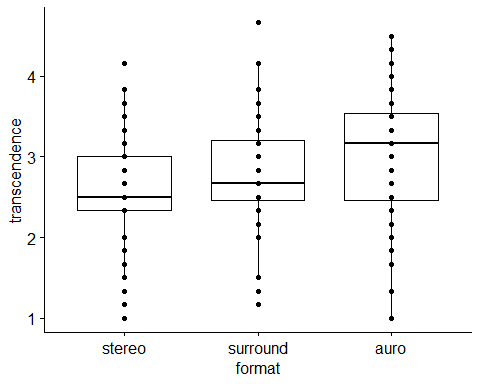 transcendence
4
3
2
1
stereo surround auro
format